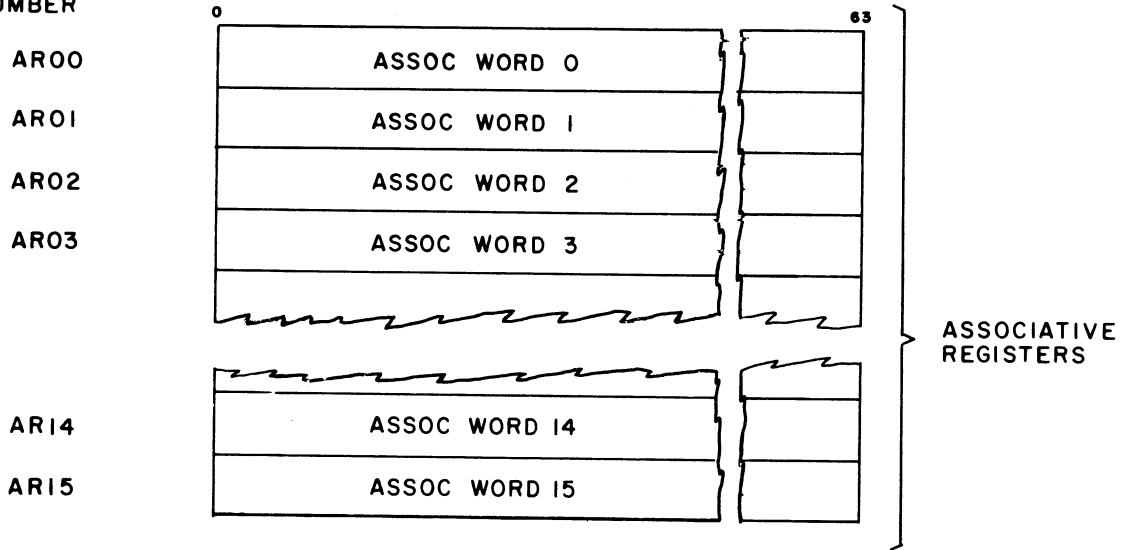 UMBER
0 63
AR00 ASSOC WORD 0
AR01 ASSOC WORD 1
AR02 ASSOC WORD 2
AR03 ASSOC WORD 3
ASSOCIATIVE
REGISTERS
AR14 ASSOC WORD 14
AR15 ASSOC WORD 15